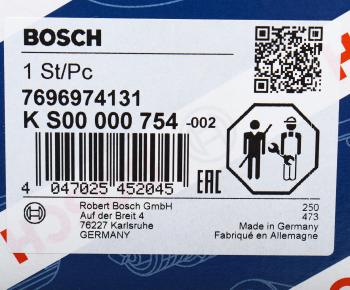 BOSCH
1 St/Pc
7696974131
K S00 000 754 -002
4 047025 452045
EAC
Robert Bosch GmbH
Auf der Breit 4
76227 Karlsruhe
GERMANY
250
473
Made in Germany
Fabriqué en Allemagne